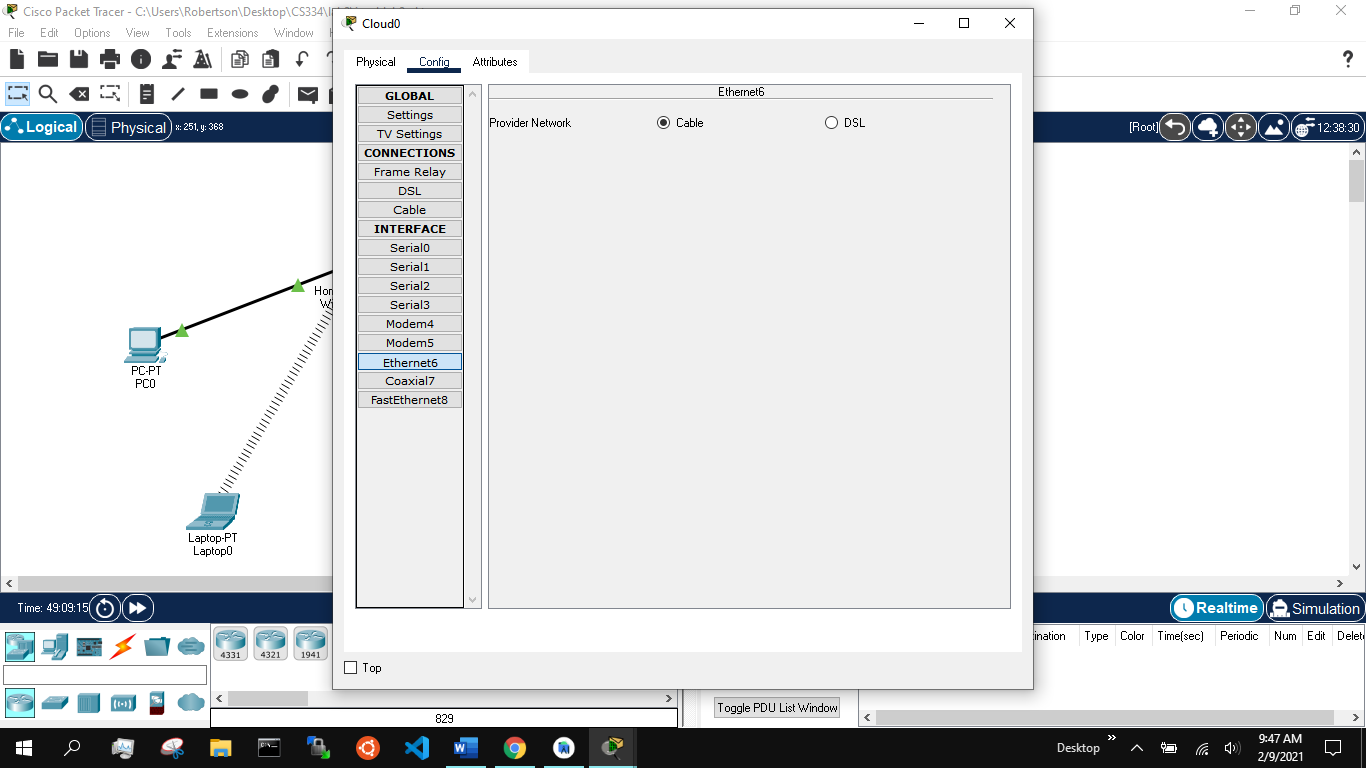 Cisco Packet Tracer - C:\Users\Robertson\Desktop\CS334\
Cloud0
File Edit Options View Tools Extensions Window
Physical Config Attributes
GLOBAL
Settings
TV Settings
CONNECTIONS
Frame Relay
DSL
Cable
INTERFACE
Serial0
Serial1
Serial2
Serial3
Modem4
Modem5
Ethernet6
Coaxial7
FastEthernet8
Ethernet6
Provider Network Cable DSL
Top
?
Logical Physical x: 251, y: 368
[Root] 12:38:30
Hom
Wi
PC-PT
PC0
Laptop-PT
Laptop0
Time: 49:09:15
Realtime Simulation
4331 4321 1941
829
ination Type Color Time(sec) Periodic Num Edit Delet
Toggle PDU List Window
Desktop
9:47 AM
2/9/2021